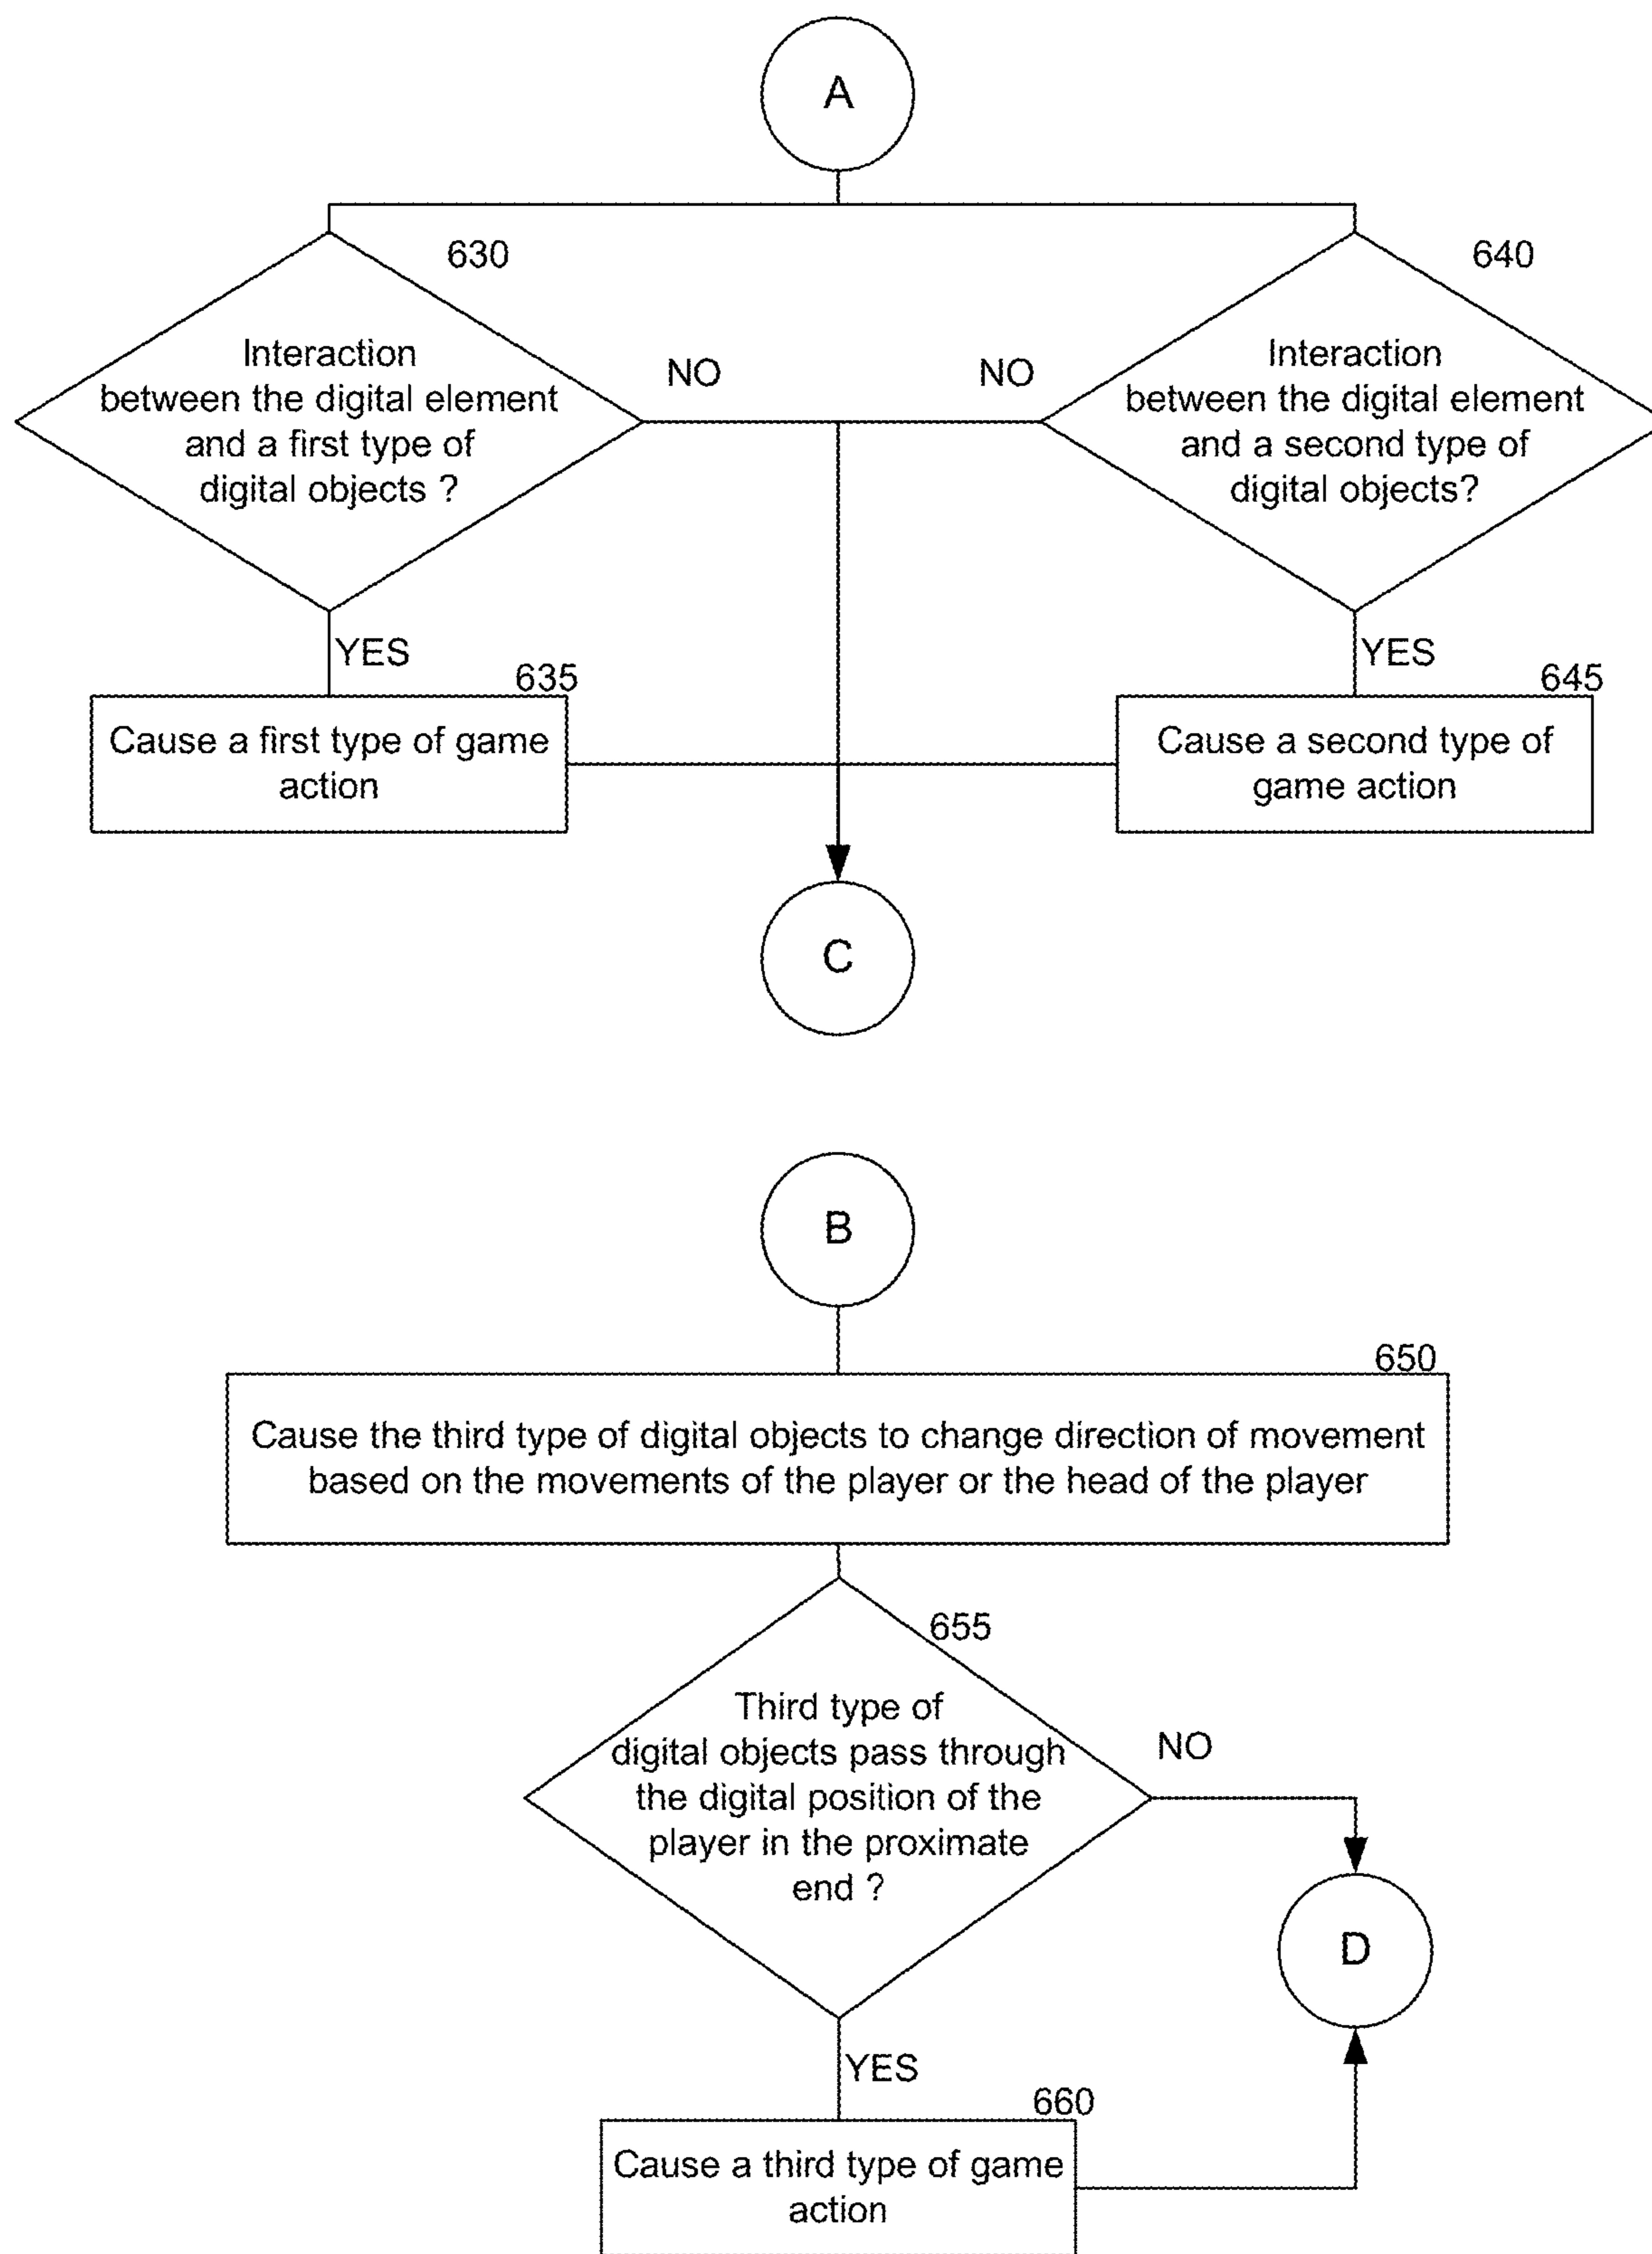 A
630
640
Interaction
between the digital element
and a first type of
digital objects ?
NO
NO
Interaction
between the digital element
and a second type of
digital objects?
YES
YES
635
645
Cause a first type of game
action
Cause a second type of
game action
C
B
650
Cause the third type of digital objects to change direction of movement
based on the movements of the player or the head of the player
655
Third type of
digital objects pass through
the digital position of the
player in the proximate
end ?
NO
D
YES
660
Cause a third type of game
action